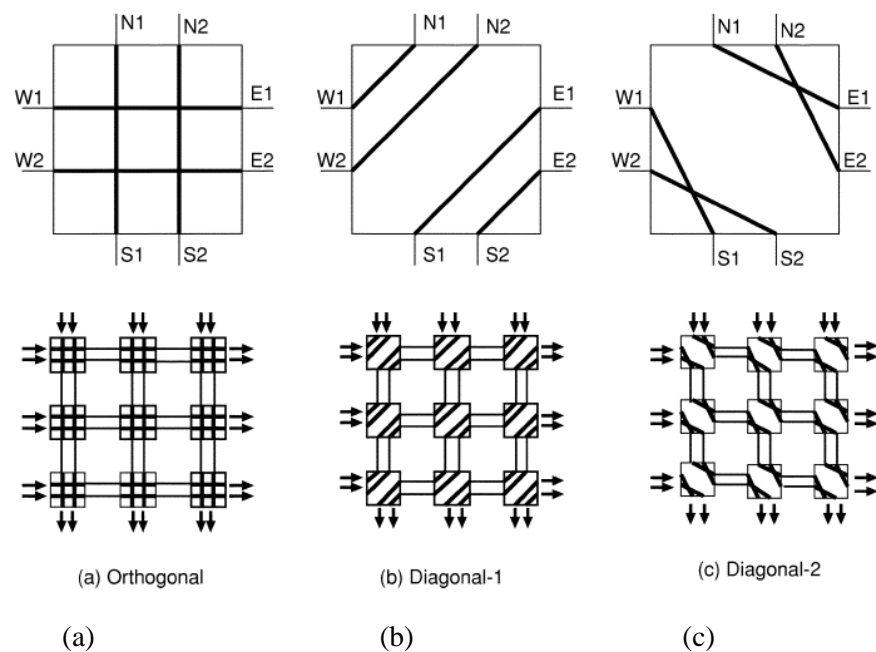 N1 N2 N1 N2 N1 N2
W1 E1 W1 E1 W1 E1
W2 E2 W2 E2 W2 E2
S1 S2 S1 S2 S1 S2
(a) Orthogonal (b) Diagonal-1 (c) Diagonal-2
(a) (b) (c)